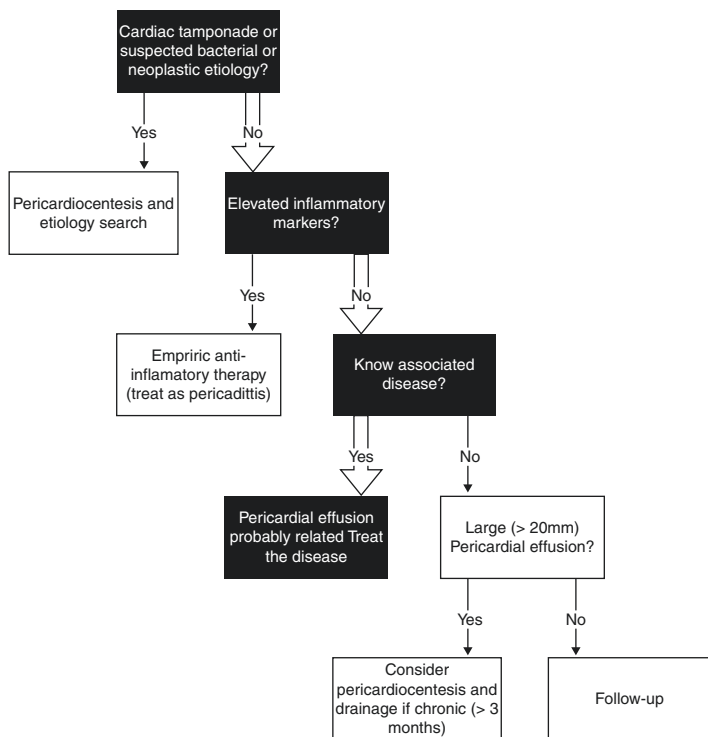 Cardiac tamponade or
suspected bacterial or
neoplastic etiology?
Yes
No
Pericardiocentesis and
etiology search
Elevated inflammatory
markers?
Yes
No
Empriric anti-
inflamatory therapy
(treat as pericadittis)
Know associated
disease?
Yes
No
Pericardial effusion
probably related Treat
the disease
Large (> 20mm)
Pericardial effusion?
Yes
No
Consider
pericardiocentesis and
drainage if chronic (> 3
months)
Follow-up